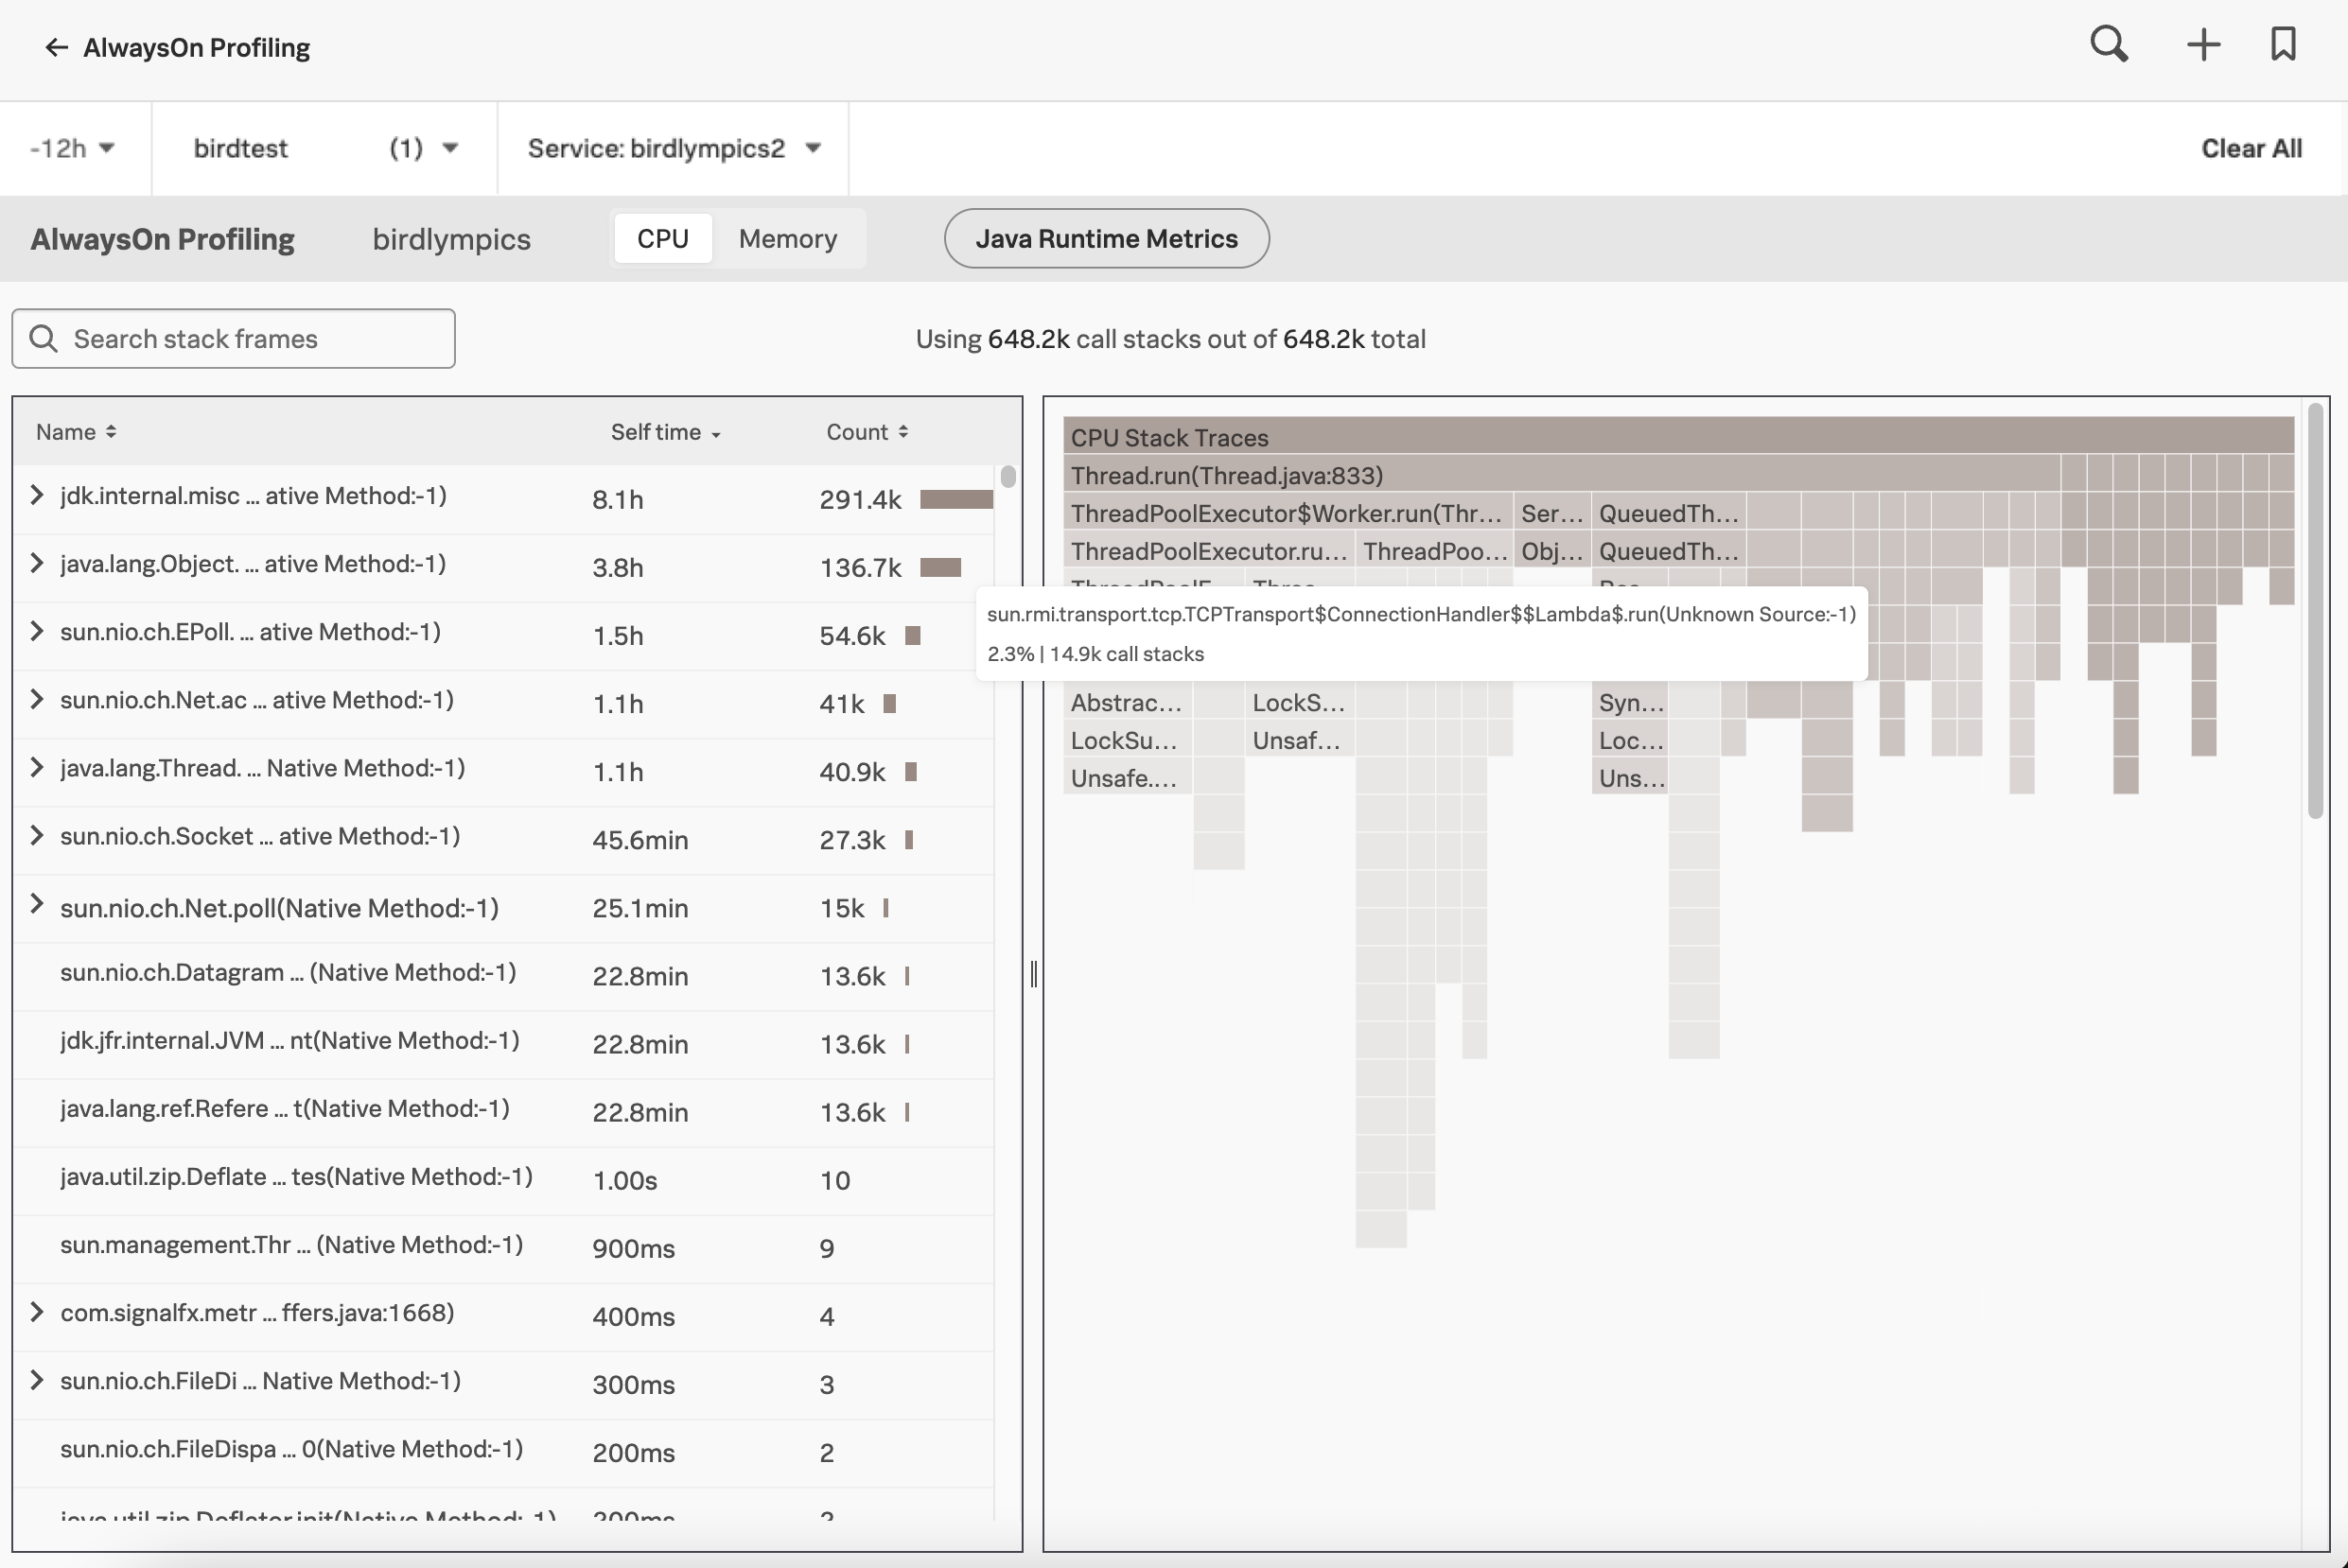 AlwaysOn Profiling
-12h
birdtest (1)
Service: birdlympics2
Clear All
AlwaysOn Profiling
birdlympics
CPU
Memory
Java Runtime Metrics
Search stack frames
Using 648.2k call stacks out of 648.2k total
Name Self time Count
jdk.internal.misc ... ative Method:-1) 8.1h 291.4k
java.lang.Object. ... ative Method:-1) 3.8h 136.7k
sun.nio.ch.EPoll. ... ative Method:-1) 1.5h 54.6k
sun.nio.ch.Net.ac ... ative Method:-1) 1.1h 41k
java.lang.Thread. ... Native Method:-1) 1.1h 40.9k
sun.nio.ch.Socket ... ative Method:-1) 45.6min 27.3k
sun.nio.ch.Net.poll(Native Method:-1) 25.1min 15k
sun.nio.ch.Datagram ... (Native Method:-1) 22.8min 13.6k
jdk.jfr.internal.JVM ... nt(Native Method:-1) 22.8min 13.6k
java.lang.ref.Refere ... t(Native Method:-1) 22.8min 13.6k
java.util.zip.Deflate ... tes(Native Method:-1) 1.00s 10
sun.management.Thr ... (Native Method:-1) 900ms 9
com.signalfx.metr ... ffers.java:1668) 400ms 4
sun.nio.ch.FileDi ... Native Method:-1) 300ms 3
sun.nio.ch.FileDispa ... 0(Native Method:-1) 200ms 2
java.util.zip.Deflater.init(Native Method:-1) 200ms 2
CPU Stack Traces
Thread.run(Thread.java:833)
ThreadPoolExecutor$Worker.run(Thr... Ser... QueuedTh...
ThreadPoolExecutor.ru... ThreadPoo... Obj... QueuedTh...
sun.rmi.transport.tcp.TCPTransport$ConnectionHandler$$Lambda$.run(Unknown Source:-1)
2.3% | 14.9k call stacks
Abstrac... LockS... Syn...
LockSu... Unsaf... Loc...
Unsafe.... Uns...